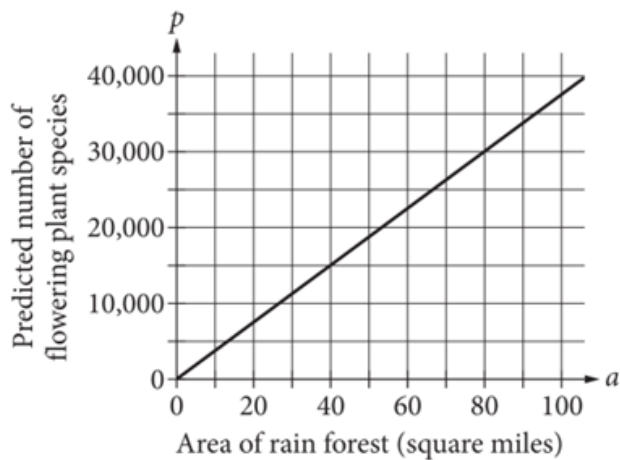 p
40,000
30,000
20,000
10,000
0
Predicted number of
flowering plant species
0 20 40 60 80 100
a
Area of rain forest (square miles)